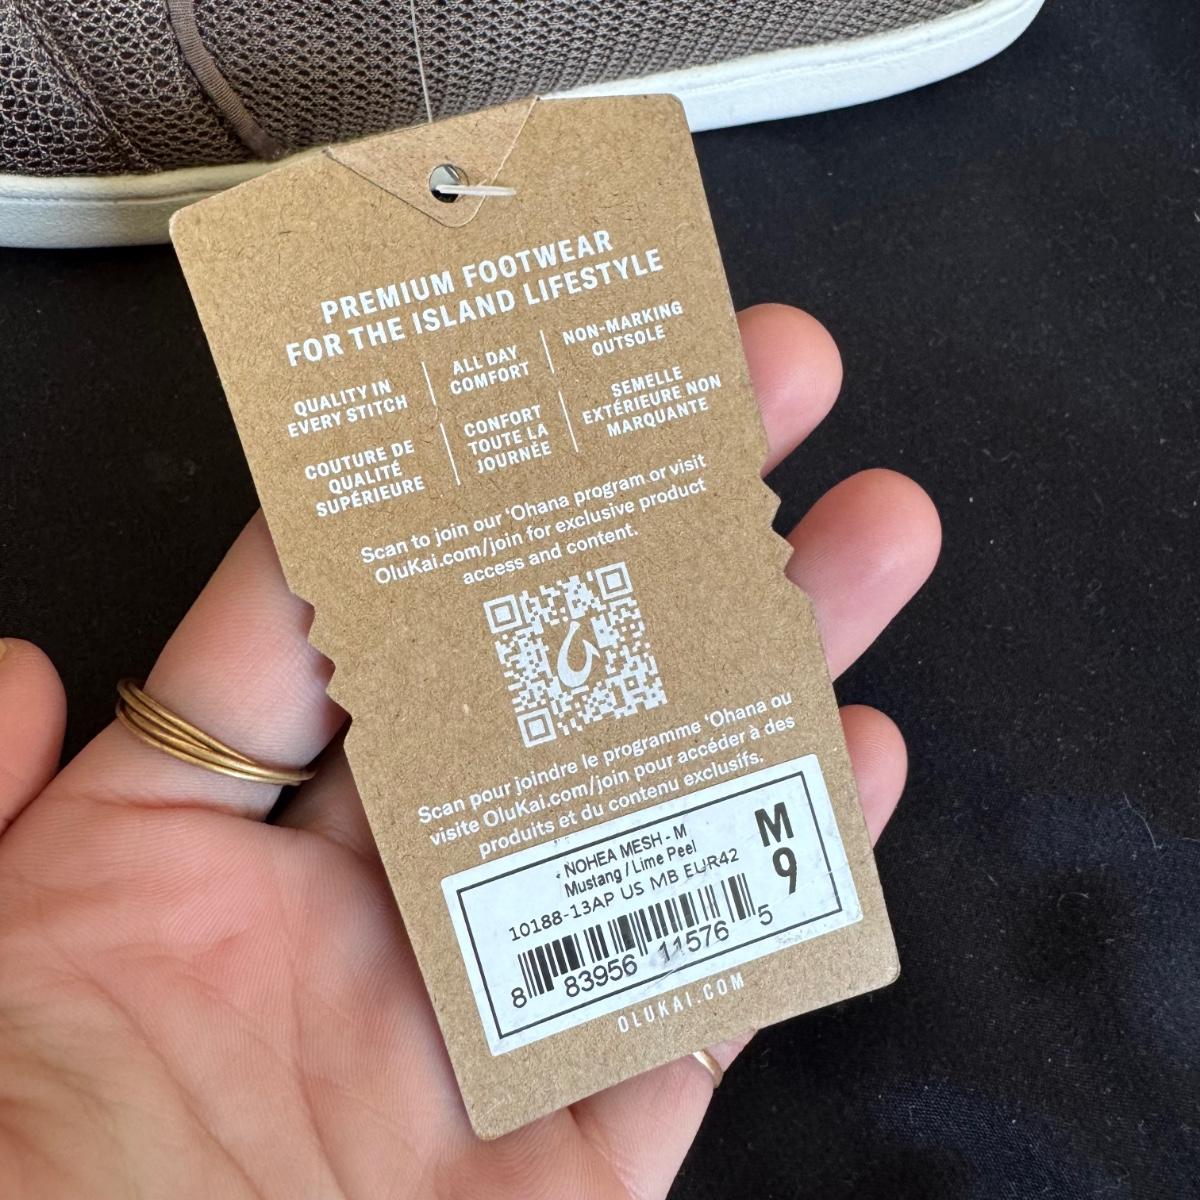 PREMIUM FOOTWEAR
FOR THE ISLAND LIFESTYLE
QUALITY IN
EVERY STITCH
ALL DAY
COMFORT
NON-MARKING
OUTSOLE
COUTURE DE
QUALITÉ
SUPÉRIEURE
CONFORT
TOUTE LA
JOURNÉE
SEMELLE
EXTÉRIEURE NON
MARQUANTE
Scan to join our ‘Ohana program or visit
OluKai.com/join for exclusive product
access and content.
Scan pour joindre le programme ‘Ohana ou
visite OluKai.com/join pour accéder à des
produits et du contenu exclusifs.
NOHEA MESH - M
Mustang / Lime Peel
10188-13AP US MB EUR42
M
9
8 83956 11576 5
OLUKAI.COM